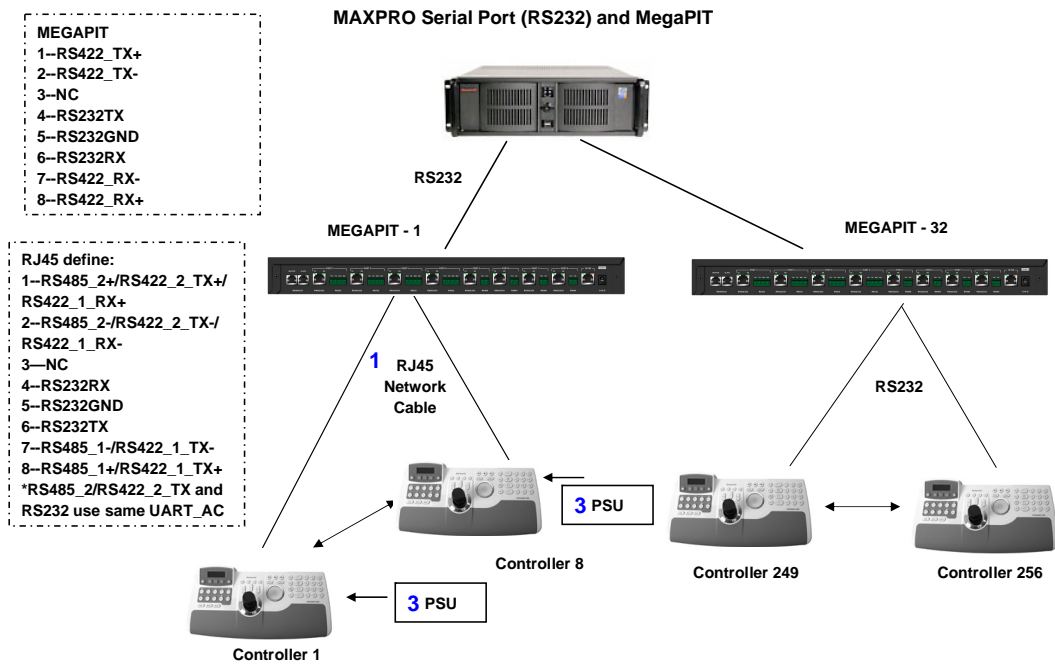 MAXPRO Serial Port (RS232) and MegaPIT
MEGAPIT
1--RS422_TX+
2--RS422_TX-
3--NC
4--RS232TX
5--RS232GND
6--RS232RX
7--RS422_RX-
8--RS422_RX+
RS232
MEGAPIT - 1
MEGAPIT - 32
RJ45 define:
1--RS485_2+/RS422_2_TX+/
RS422_1_RX+
2--RS485_2-/RS422_2_TX-/
RS422_1_RX-
3—NC
4--RS232RX
5--RS232GND
6--RS232TX
7--RS485_1-/RS422_1_TX-
8--RS485_1+/RS422_1_TX+
*RS485_2/RS422_2_TX and
RS232 use same UART_AC
1 RJ45
Network
Cable
RS232
3 PSU
Controller 8
Controller 249
Controller 256
3 PSU
Controller 1